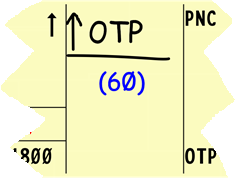 ↑ ↑ OTP PNC
(60)
1800 OTP